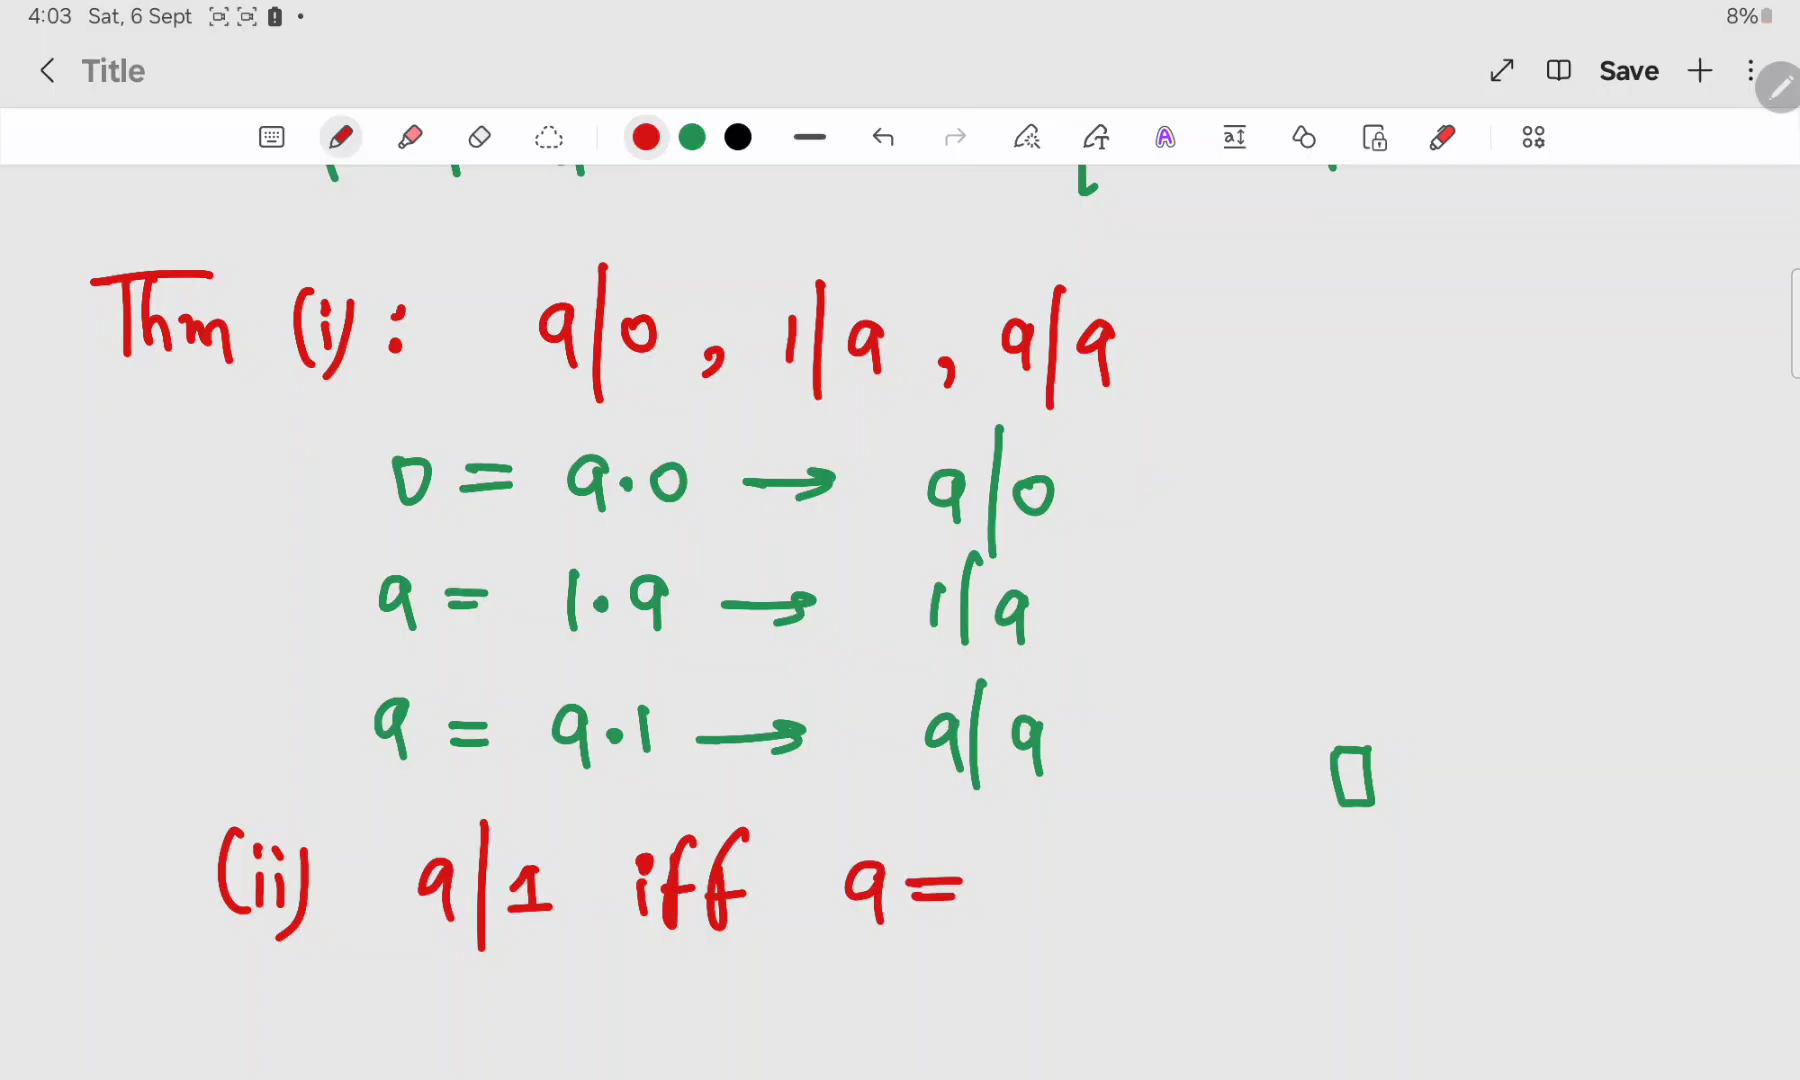 4:03 Sat, 6 Sept 8%
Title Save
Thm (i): a|0, 1|a, a|a
0 = a.0 → a|0
a = 1.a → 1|a
a = a.1 → a|a
(ii) a|1 iff a=